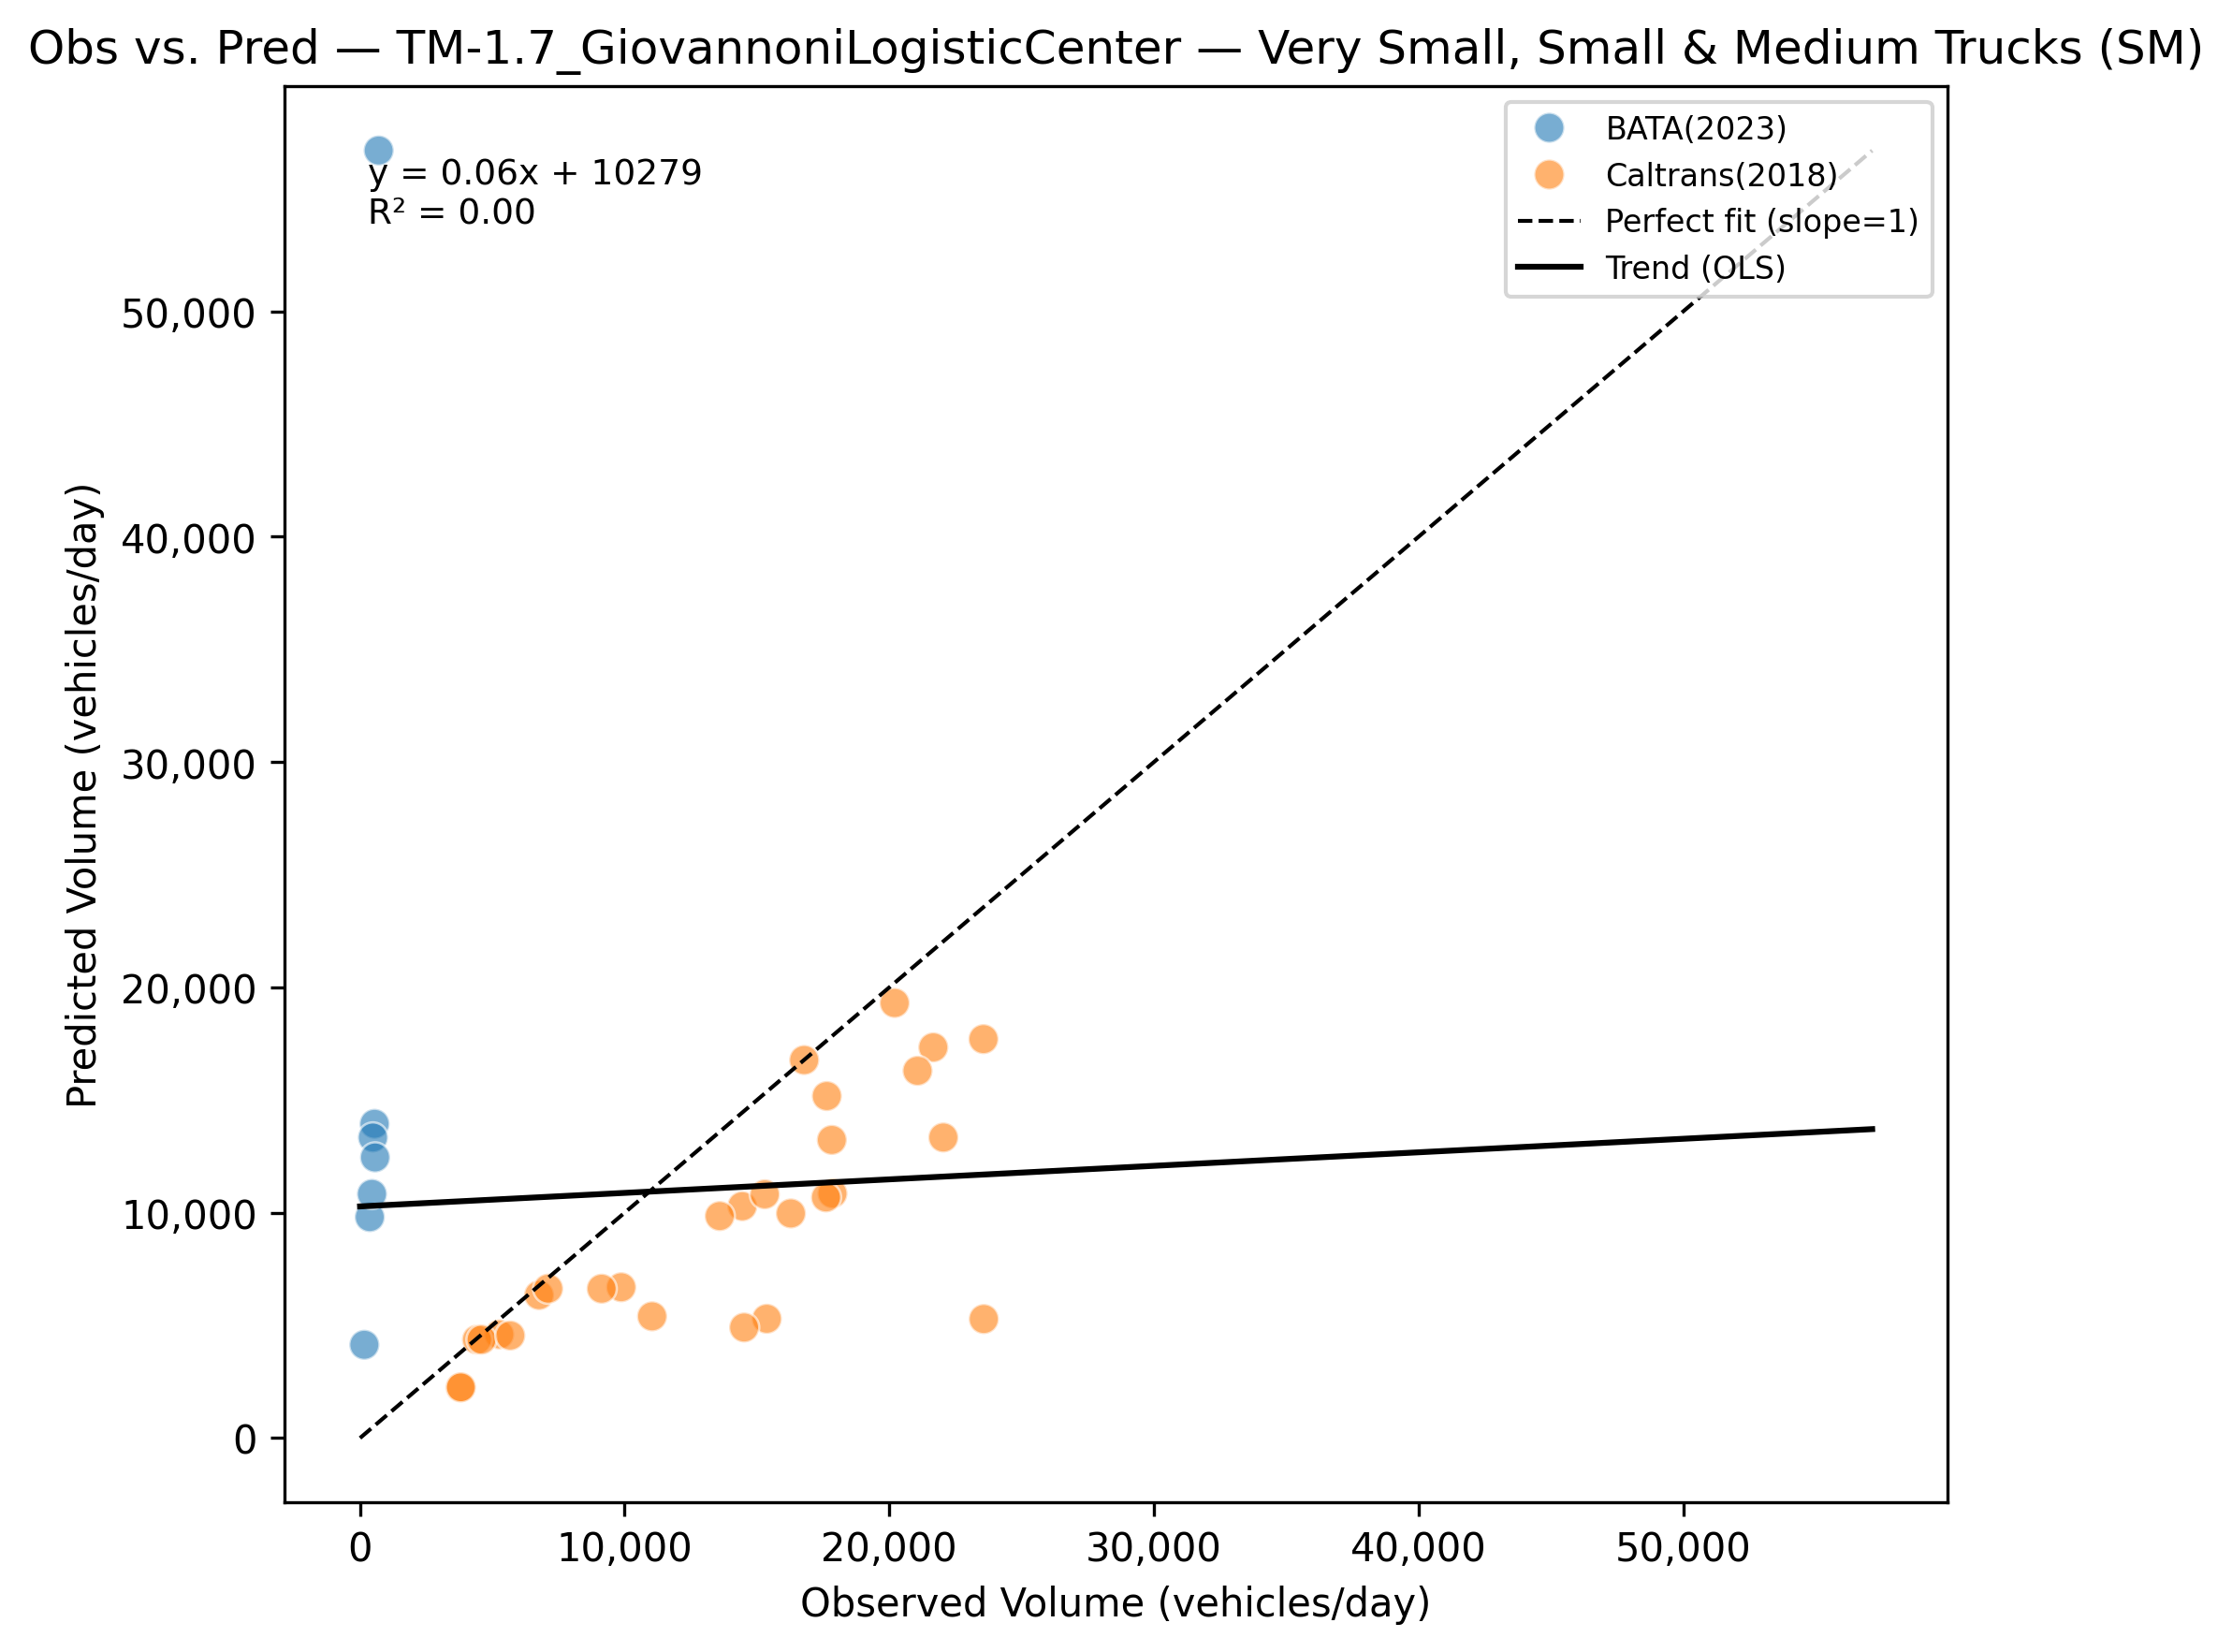 Obs vs. Pred — TM-1.7_GiovannoniLogisticCenter — Very Small, Small & Medium Trucks (SM)
y = 0.06x + 10279
R² = 0.00
BATA(2023)
Caltrans(2018)
Perfect fit (slope=1)
Trend (OLS)
Predicted Volume (vehicles/day)
50,000
40,000
30,000
20,000
10,000
0
0 10,000 20,000 30,000 40,000 50,000
Observed Volume (vehicles/day)